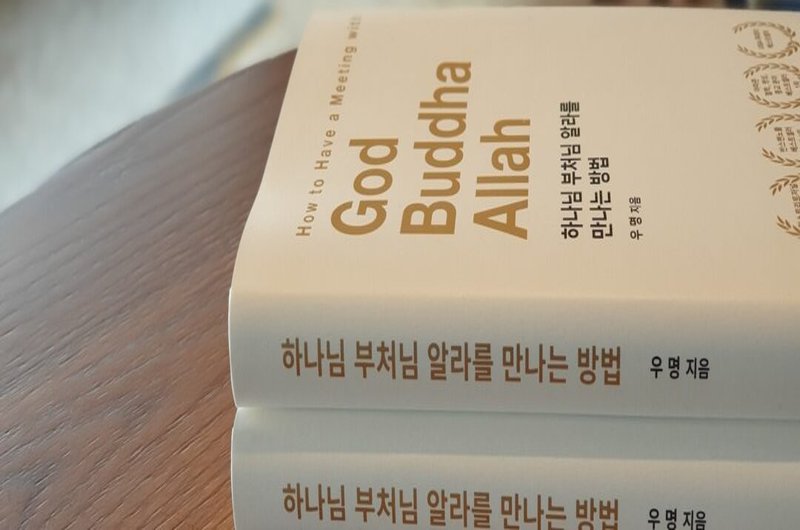 How to Have a Meeting with
God
Buddha
Allah
하나님 부처님 알라를
만나는 방법
우 명 지음
하나님 부처님 알라를 만나는 방법 우 명 지음
하나님 부처님 알라를 만나는 방법 우 명 지음